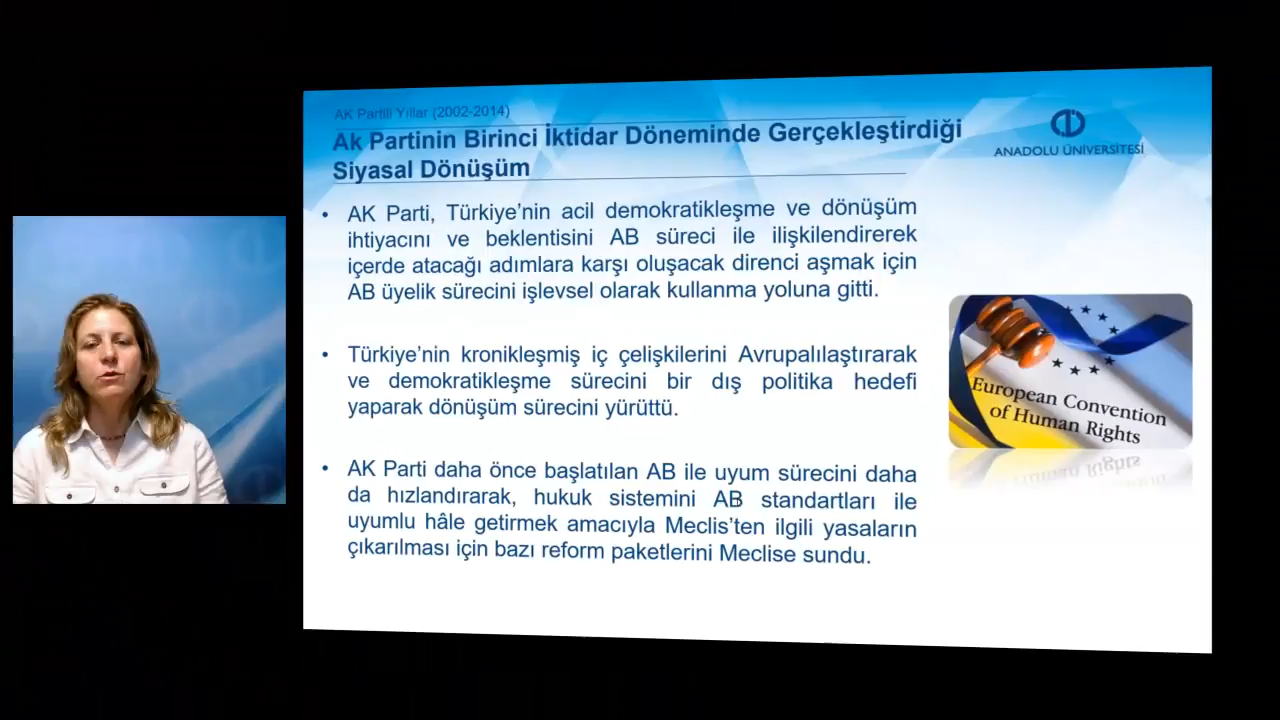 AK Partili Yıllar (2002-2014)
Ak Partinin Birinci İktidar Döneminde Gerçekleştirdiği
Siyasal Dönüşüm
ANADOLU ÜNİVERSİTESİ
• AK Parti, Türkiye’nin acil demokratikleşme ve dönüşüm
ihtiyacını ve beklentisini AB süreci ile ilişkilendirerek
içerde atacağı adımlara karşı oluşacak direnci aşmak için
AB üyelik sürecini işlevsel olarak kullanma yoluna gitti.
• Türkiye’nin kronikleşmiş iç çelişkilerini Avrupalılaştırarak
ve demokratikleşme sürecini bir dış politika hedefi
yaparak dönüşüm sürecini yürüttü.
• AK Parti daha önce başlatılan AB ile uyum sürecini daha
da hızlandırarak, hukuk sistemini AB standartları ile
uyumlu hâle getirmek amacıyla Meclis’ten ilgili yasaların
çıkarılması için bazı reform paketlerini Meclise sundu.
European Convention
of Human Rights